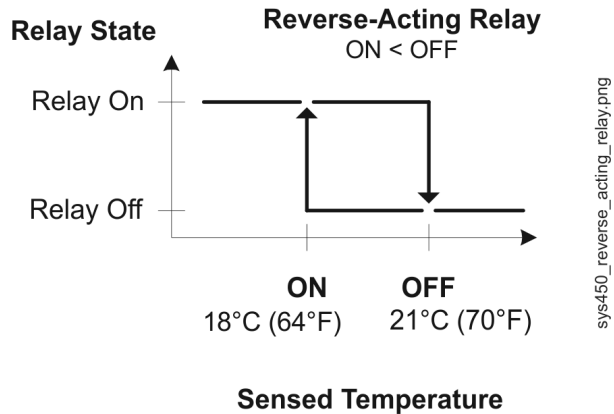 Reverse-Acting Relay
ON < OFF
Relay State
Relay On
Relay Off
ON
OFF
18°C (64°F)
21°C (70°F)
Sensed Temperature
sys450_reverse_acting_relay.png